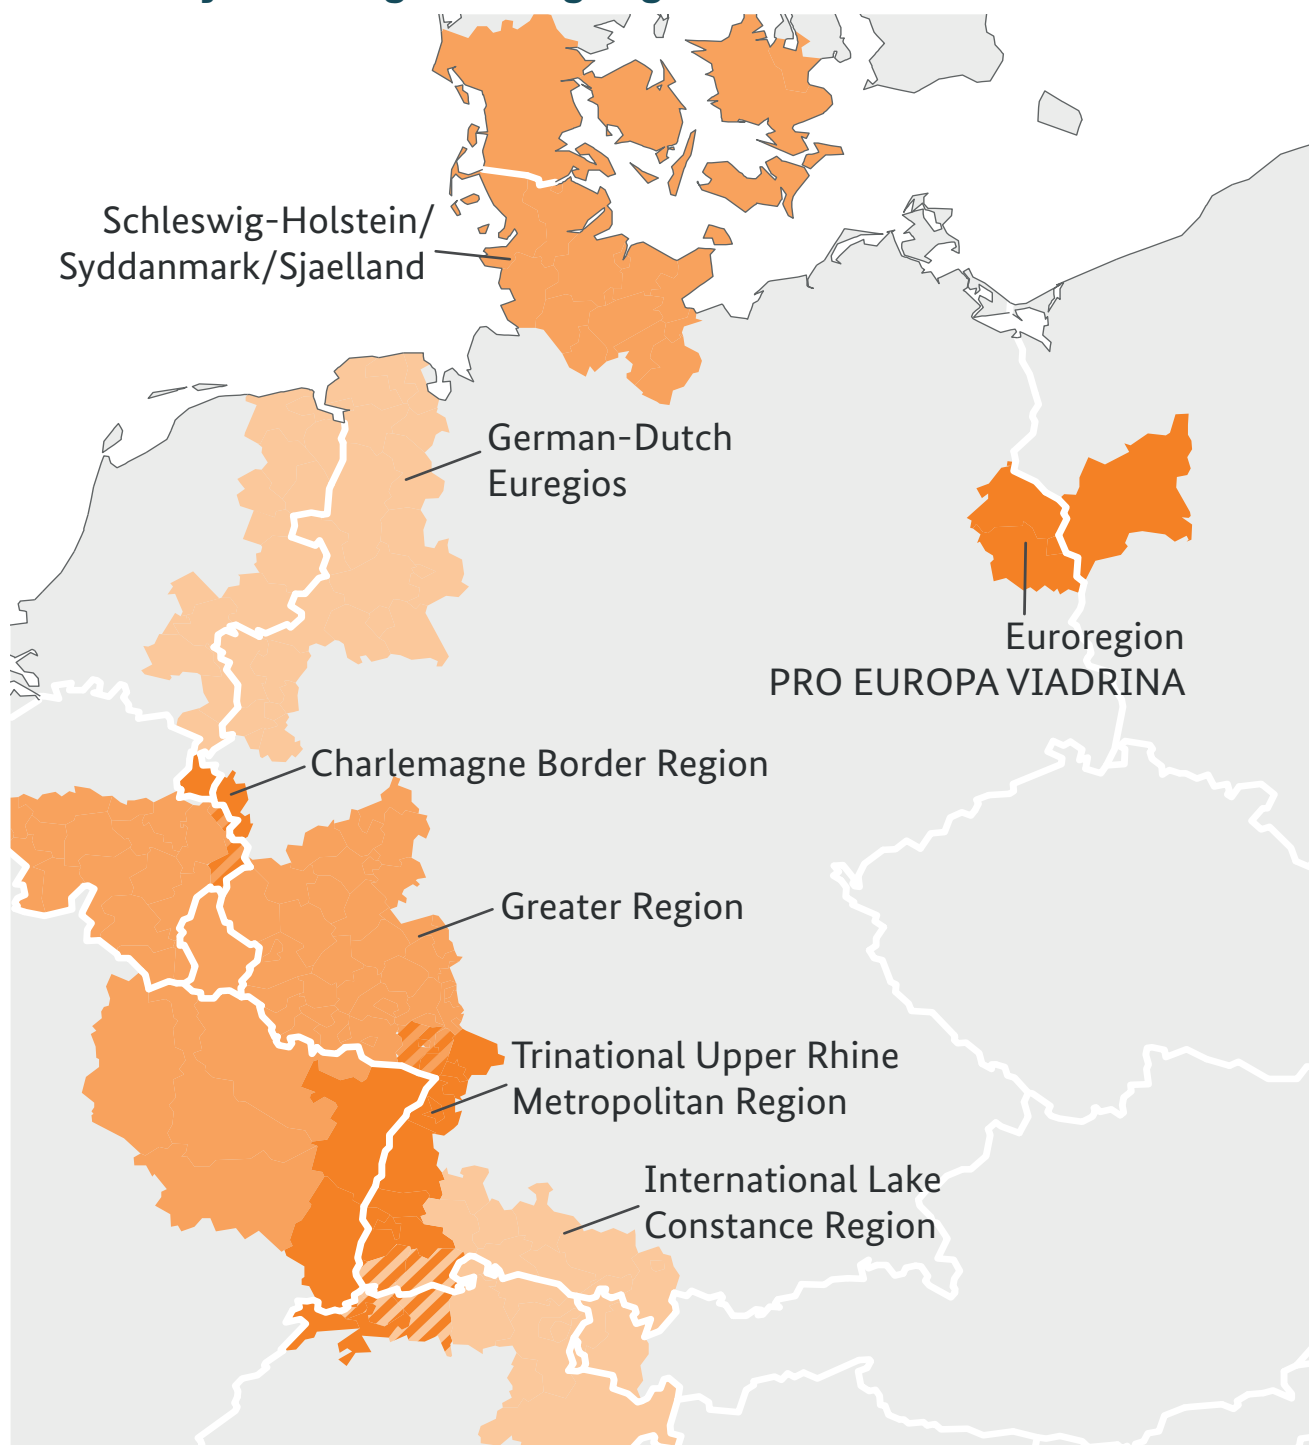 Schleswig-Holstein/
Syddanmark/Sjaelland
German-Dutch
Euregios
Euroregion
PRO EUROPA VIADRINA
Charlemagne Border Region
Greater Region
Trinational Upper Rhine
Metropolitan Region
International Lake
Constance Region